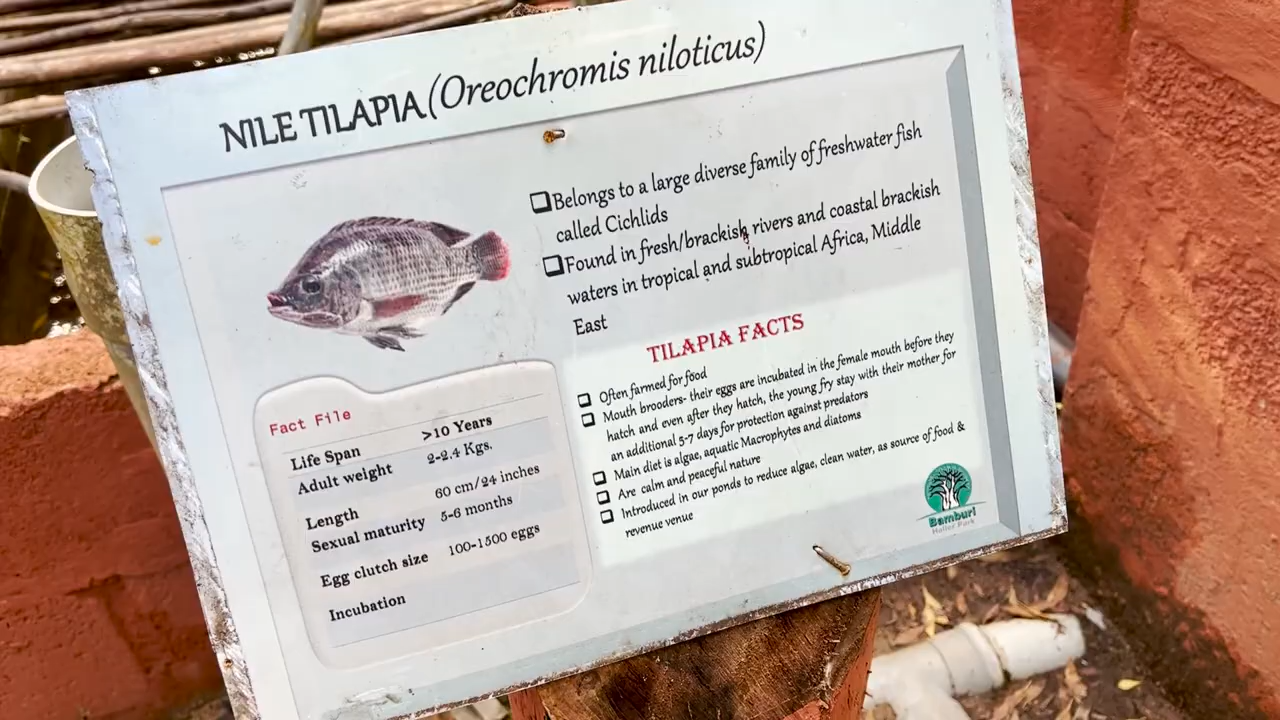 NILE TILAPIA (Oreochromis niloticus)
Belongs to a large diverse family of freshwater fish
called Cichlids
Found in fresh/brackish rivers and coastal brackish
waters in tropical and subtropical Africa, Middle
East
Fact File
Life Span >10 Years
Adult weight 2-2.4 Kgs.
Length 60 cm/24 inches
Sexual maturity 5-6 months
Egg clutch size 100-1500 eggs
Incubation
TILAPIA FACTS
Often farmed for food
Mouth brooders- their eggs are incubated in the female mouth before they
hatch and even after they hatch, the young fry stay with their mother for
an additional 5-7 days for protection against predators
Main diet is algae, aquatic Macrophytes and diatoms
Are calm and peaceful nature
Introduced in our ponds to reduce algae, clean water, as source of food &
revenue venue
Bamburi
Haller Park